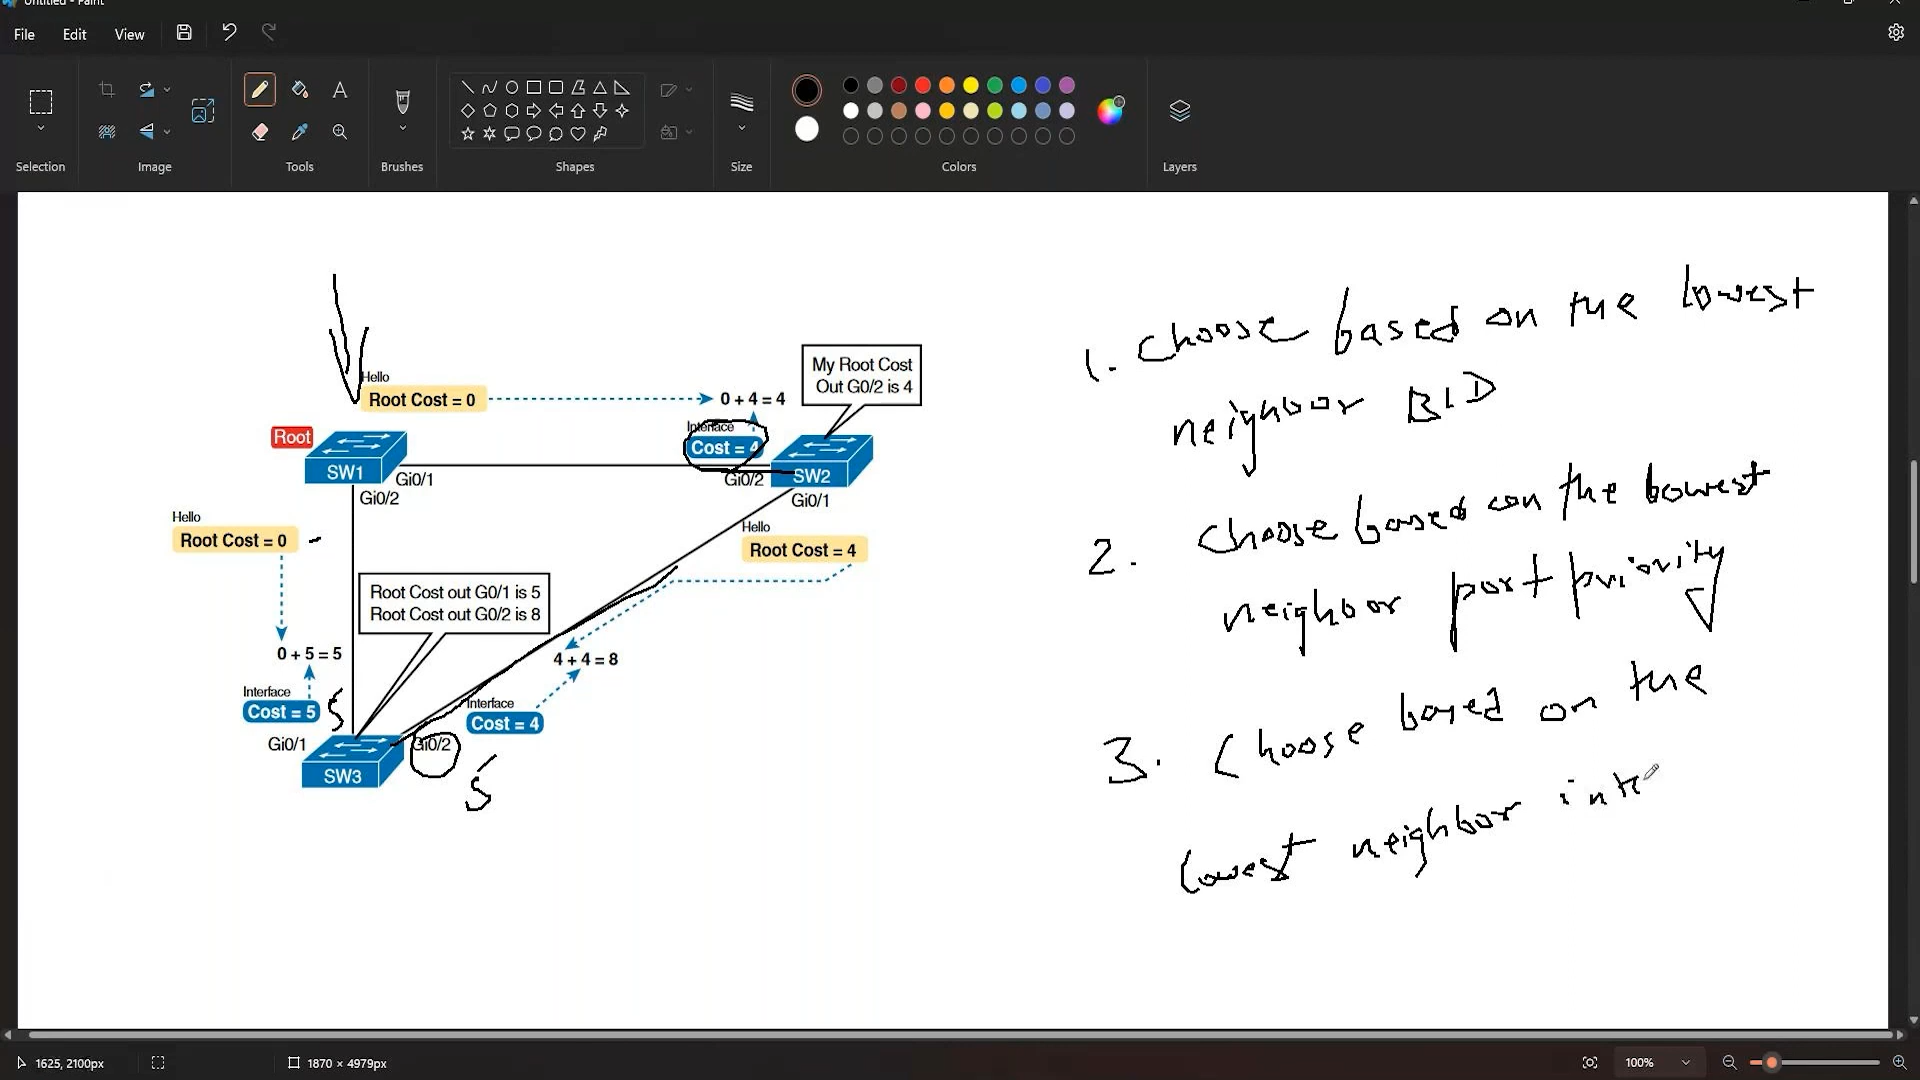 Untitled - Paint
File Edit View
Selection Image Tools Brushes Shapes Size Colors Layers
Hello
Root Cost = 0
0 + 4 = 4
My Root Cost
Out G0/2 is 4
Root
Interface
Cost = 4
SW1
Gi0/1
Gi0/2
Gi0/2
SW2
Gi0/1
Hello
Root Cost = 0
Hello
Root Cost = 4
Root Cost out G0/1 is 5
Root Cost out G0/2 is 8
0 + 5 = 5
4 + 4 = 8
Interface
Cost = 5
5
Interface
Cost = 4
Gi0/1
Gi0/2
SW3
5
1. choose based on the lowest
neighbor BID
2. choose based on the lowest
neighbor port priority
3. Choose based on the
lowest neighbor inte
1625, 2100px
1870 × 4979px
100%